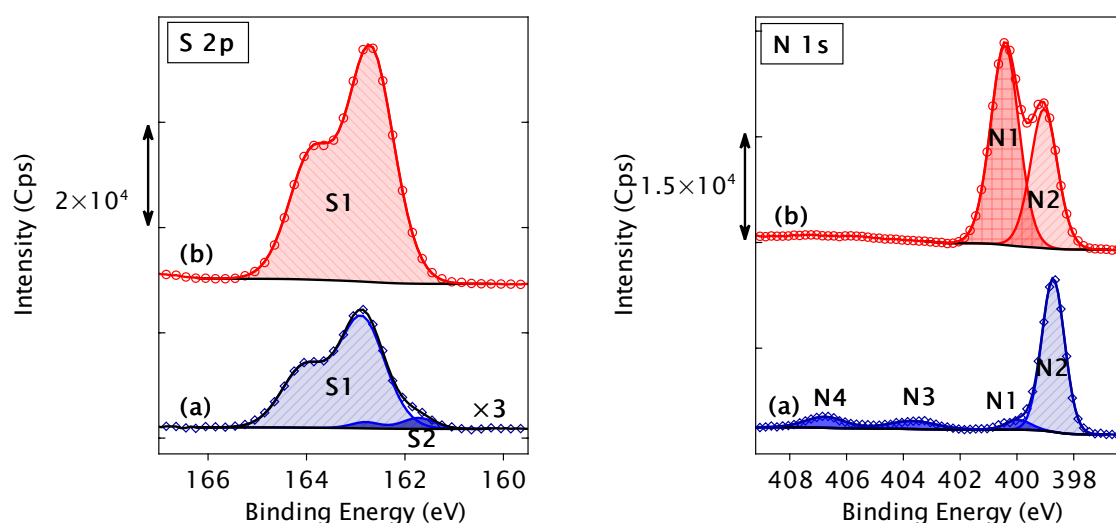 S 2p
Intensity (Cps)
2×10⁴
S1
(b)
S1
(a)
×3
S2
166 164 162 160
Binding Energy (eV)
N 1s
Intensity (Cps)
1.5×10⁴
N1
N2
(b)
N4 N3 N1 N2
(a)
408 406 404 402 400 398
Binding Energy (eV)